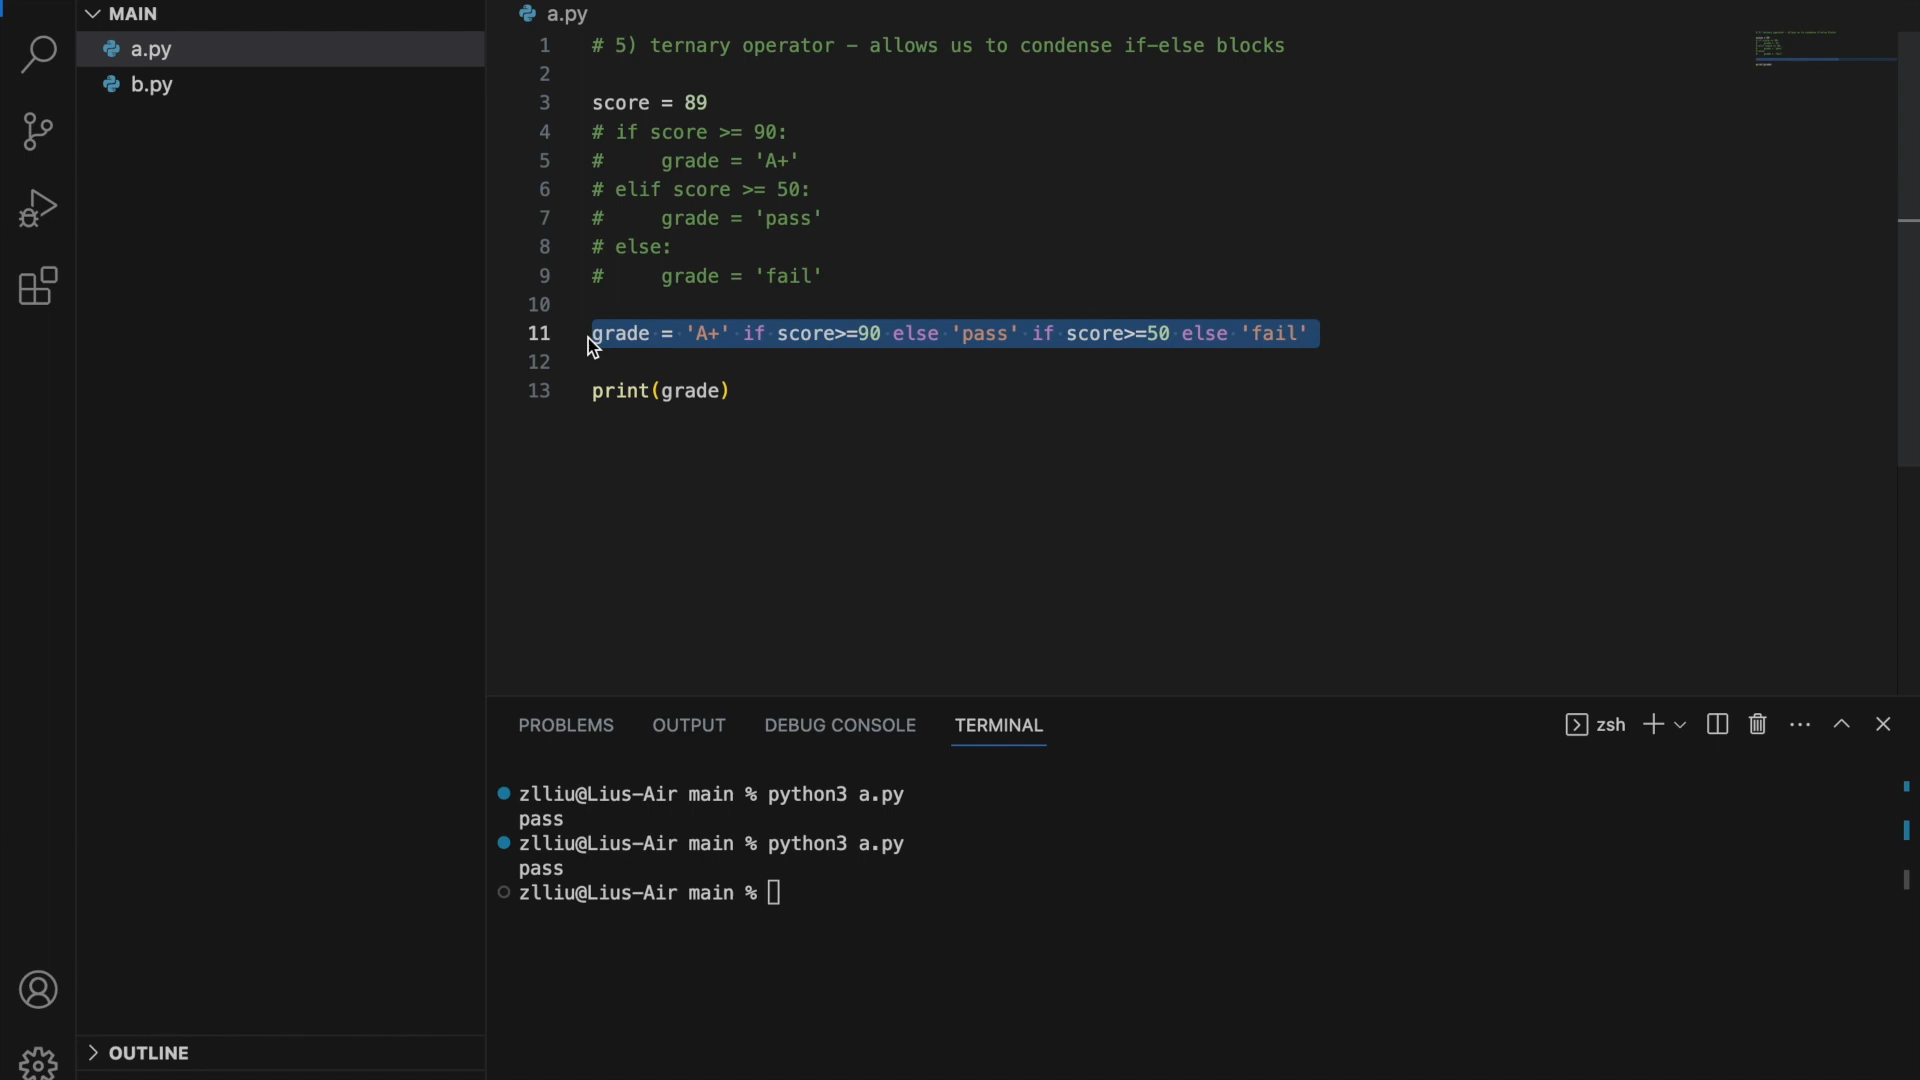 MAIN
a.py
b.py
OUTLINE
a.py
1 # 5) ternary operator – allows us to condense if-else blocks
2
3 score = 89
4 # if score >= 90:
5 #     grade = 'A+'
6 # elif score >= 50:
7 #     grade = 'pass'
8 # else:
9 #     grade = 'fail'
10
11 grade = 'A+' if score>=90 else 'pass' if score>=50 else 'fail'
12
13 print(grade)
PROBLEMS OUTPUT DEBUG CONSOLE TERMINAL zsh
zlliu@Lius-Air main % python3 a.py
pass
zlliu@Lius-Air main % python3 a.py
pass
zlliu@Lius-Air main %